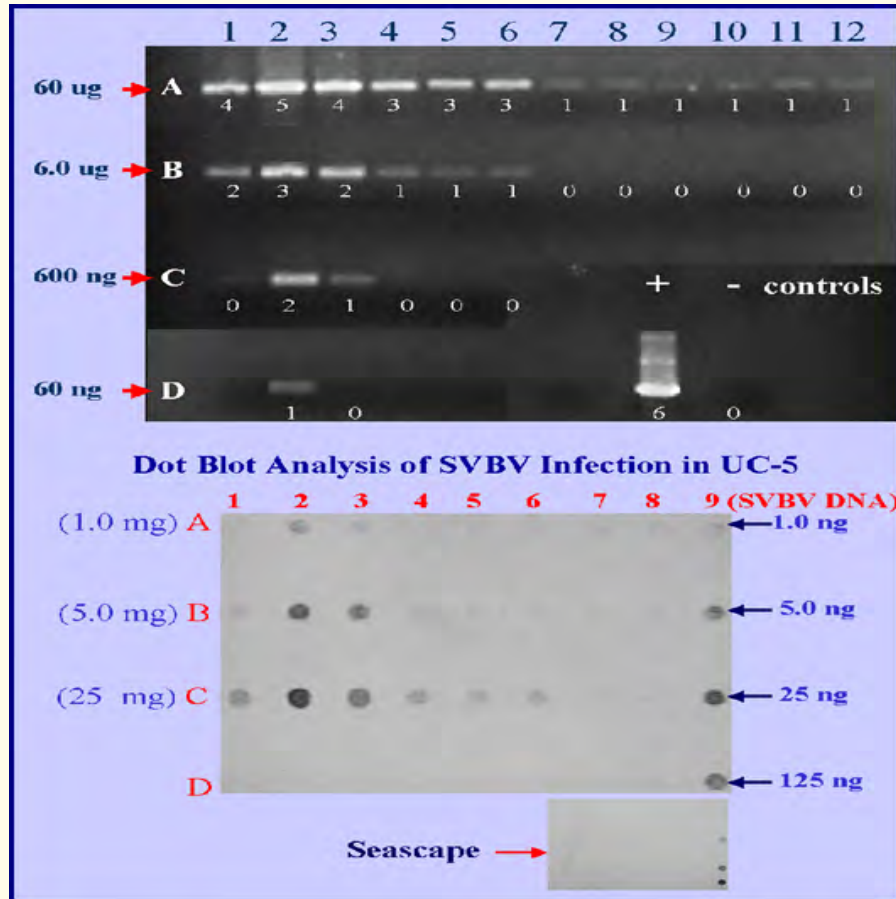 1 2 3 4 5 6 7 8 9 10 11 12
60 ug A
4 5 4 3 3 3 1 1 1 1 1 1
6.0 ug B
2 3 2 1 1 1 0 0 0 0 0 0
600 ng C + - controls
0 2 1 0 0 0
60 ng D
1 0 6 0
Dot Blot Analysis of SVBV Infection in UC-5
1 2 3 4 5 6 7 8 9 (SVBV DNA)
(1.0 mg) A 1.0 ng
(5.0 mg) B 5.0 ng
(25 mg) C 25 ng
D 125 ng
Seascape